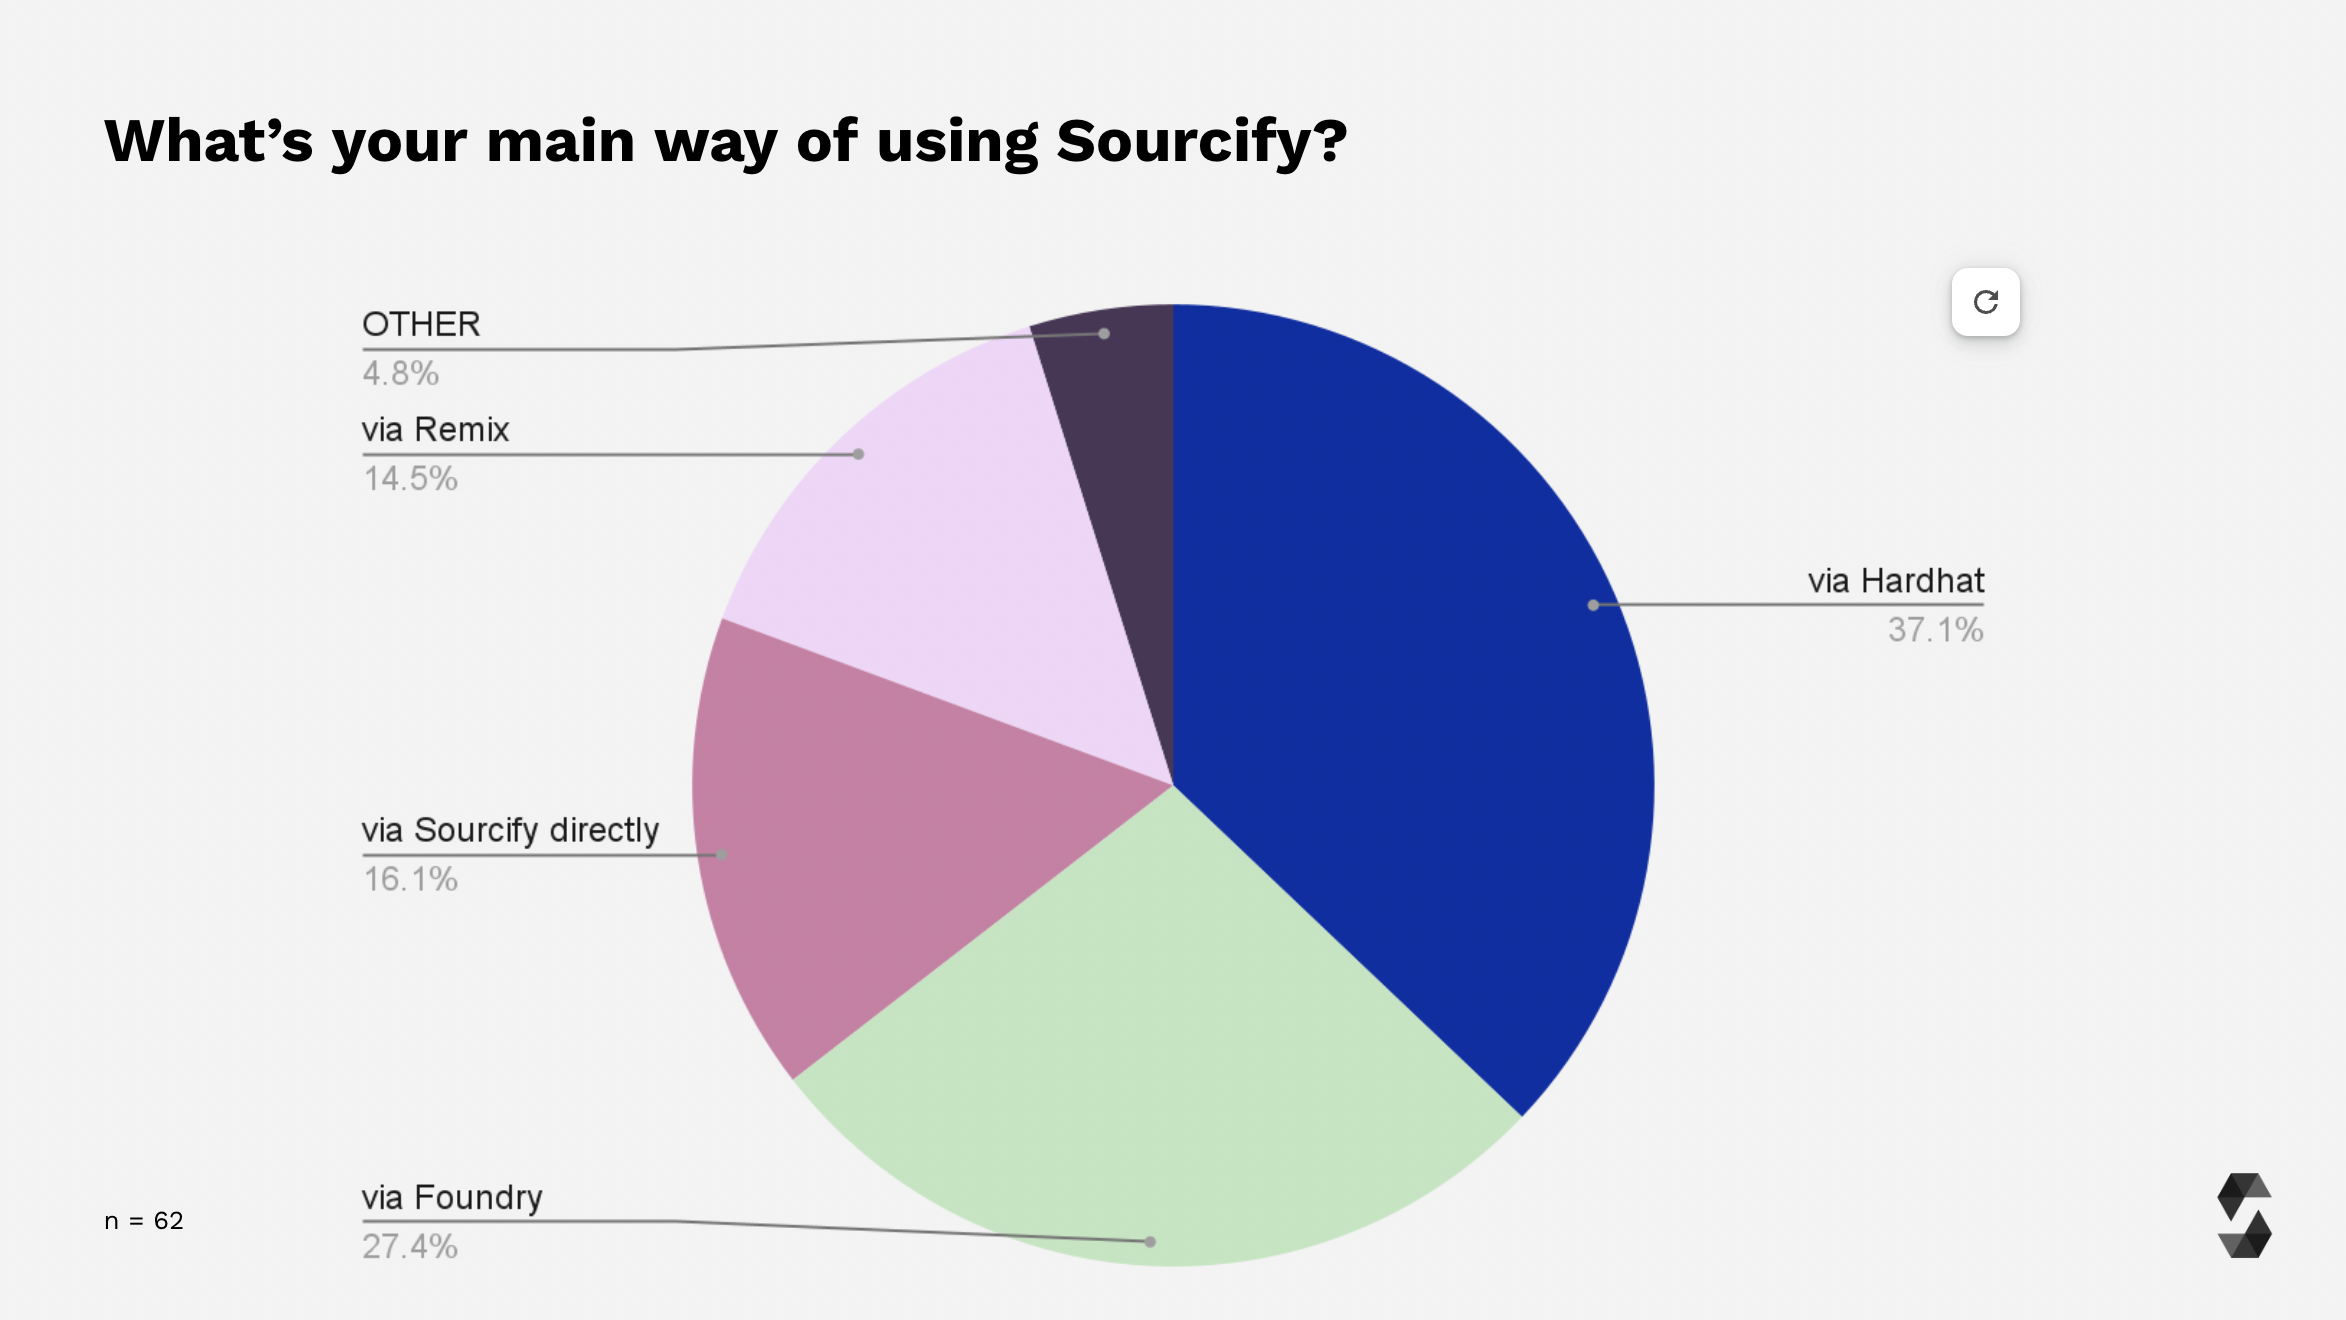 What’s your main way of using Sourcify?
OTHER
4.8%
via Remix
14.5%
via Hardhat
37.1%
via Sourcify directly
16.1%
via Foundry
27.4%
n = 62